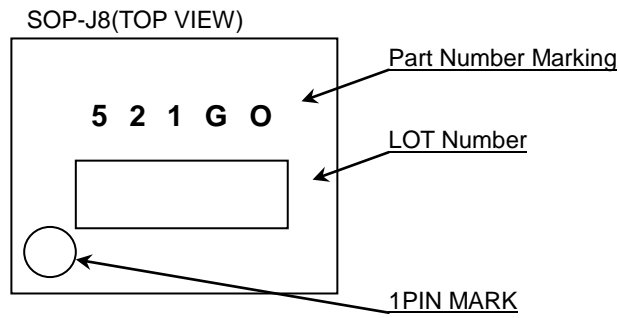 SOP-J8(TOP VIEW)
Part Number Marking
5 2 1 G O
LOT Number
1PIN MARK